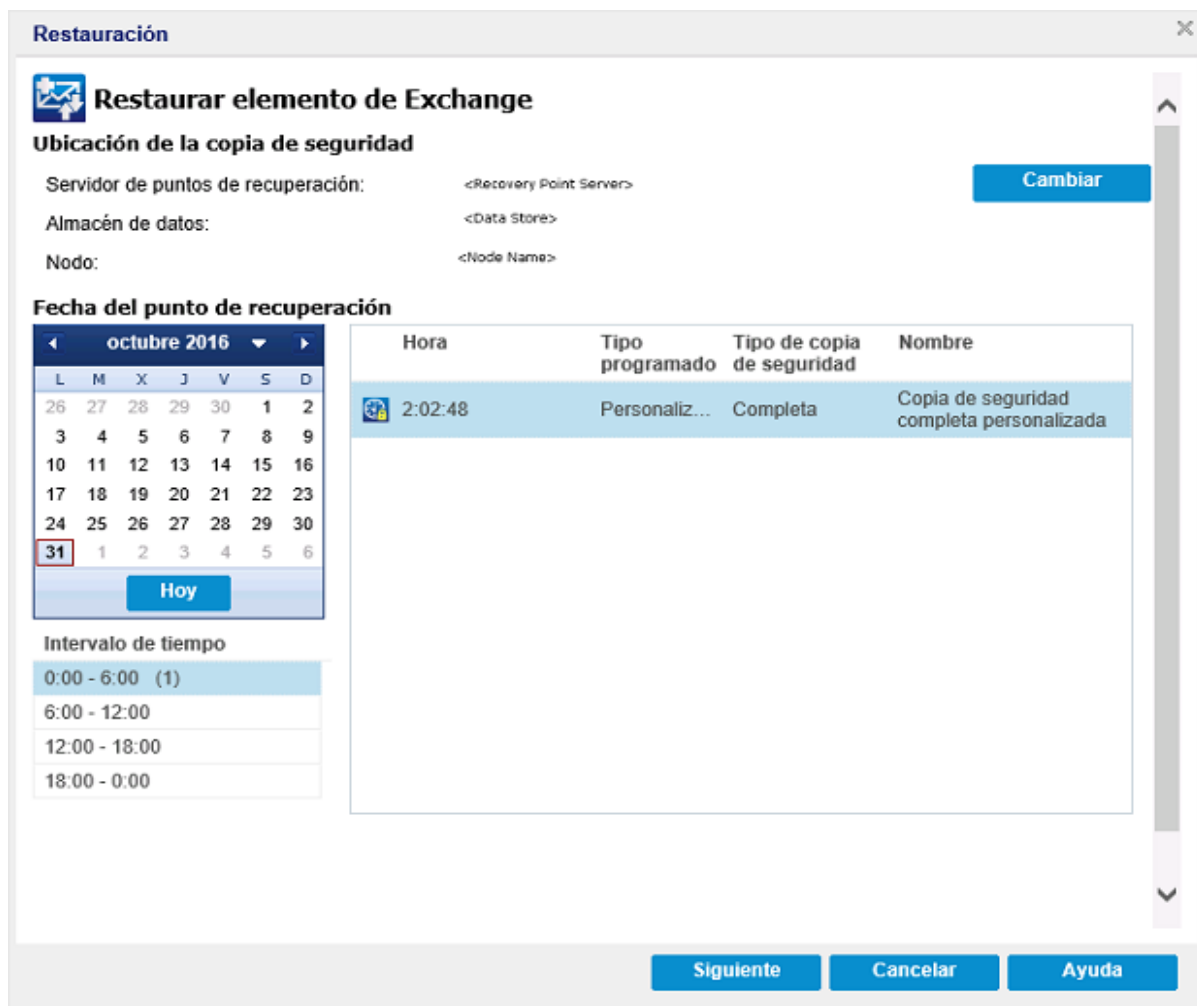 Restauración
Restaurar elemento de Exchange
Ubicación de la copia de seguridad
Servidor de puntos de recuperación: <Recovery Point Server>
Cambiar
Almacén de datos: <Data Store>
Nodo: <Node Name>
Fecha del punto de recuperación
octubre 2016
L M X J V S D
26 27 28 29 30 1 2
3 4 5 6 7 8 9
10 11 12 13 14 15 16
17 18 19 20 21 22 23
24 25 26 27 28 29 30
31 1 2 3 4 5 6
Hoy
Intervalo de tiempo
0:00 - 6:00 (1)
6:00 - 12:00
12:00 - 18:00
18:00 - 0:00
Hora
Tipo
programado
Tipo de copia
de seguridad
Nombre
2:02:48
Personaliz...
Completa
Copia de seguridad
completa personalizada
Siguiente
Cancelar
Ayuda